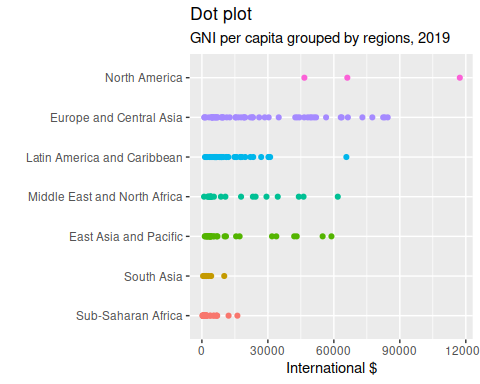 Dot plot
GNI per capita grouped by regions, 2019
North America
Europe and Central Asia
Latin America and Caribbean
Middle East and North Africa
East Asia and Pacific
South Asia
Sub-Saharan Africa
0 30000 60000 90000 12000
International $